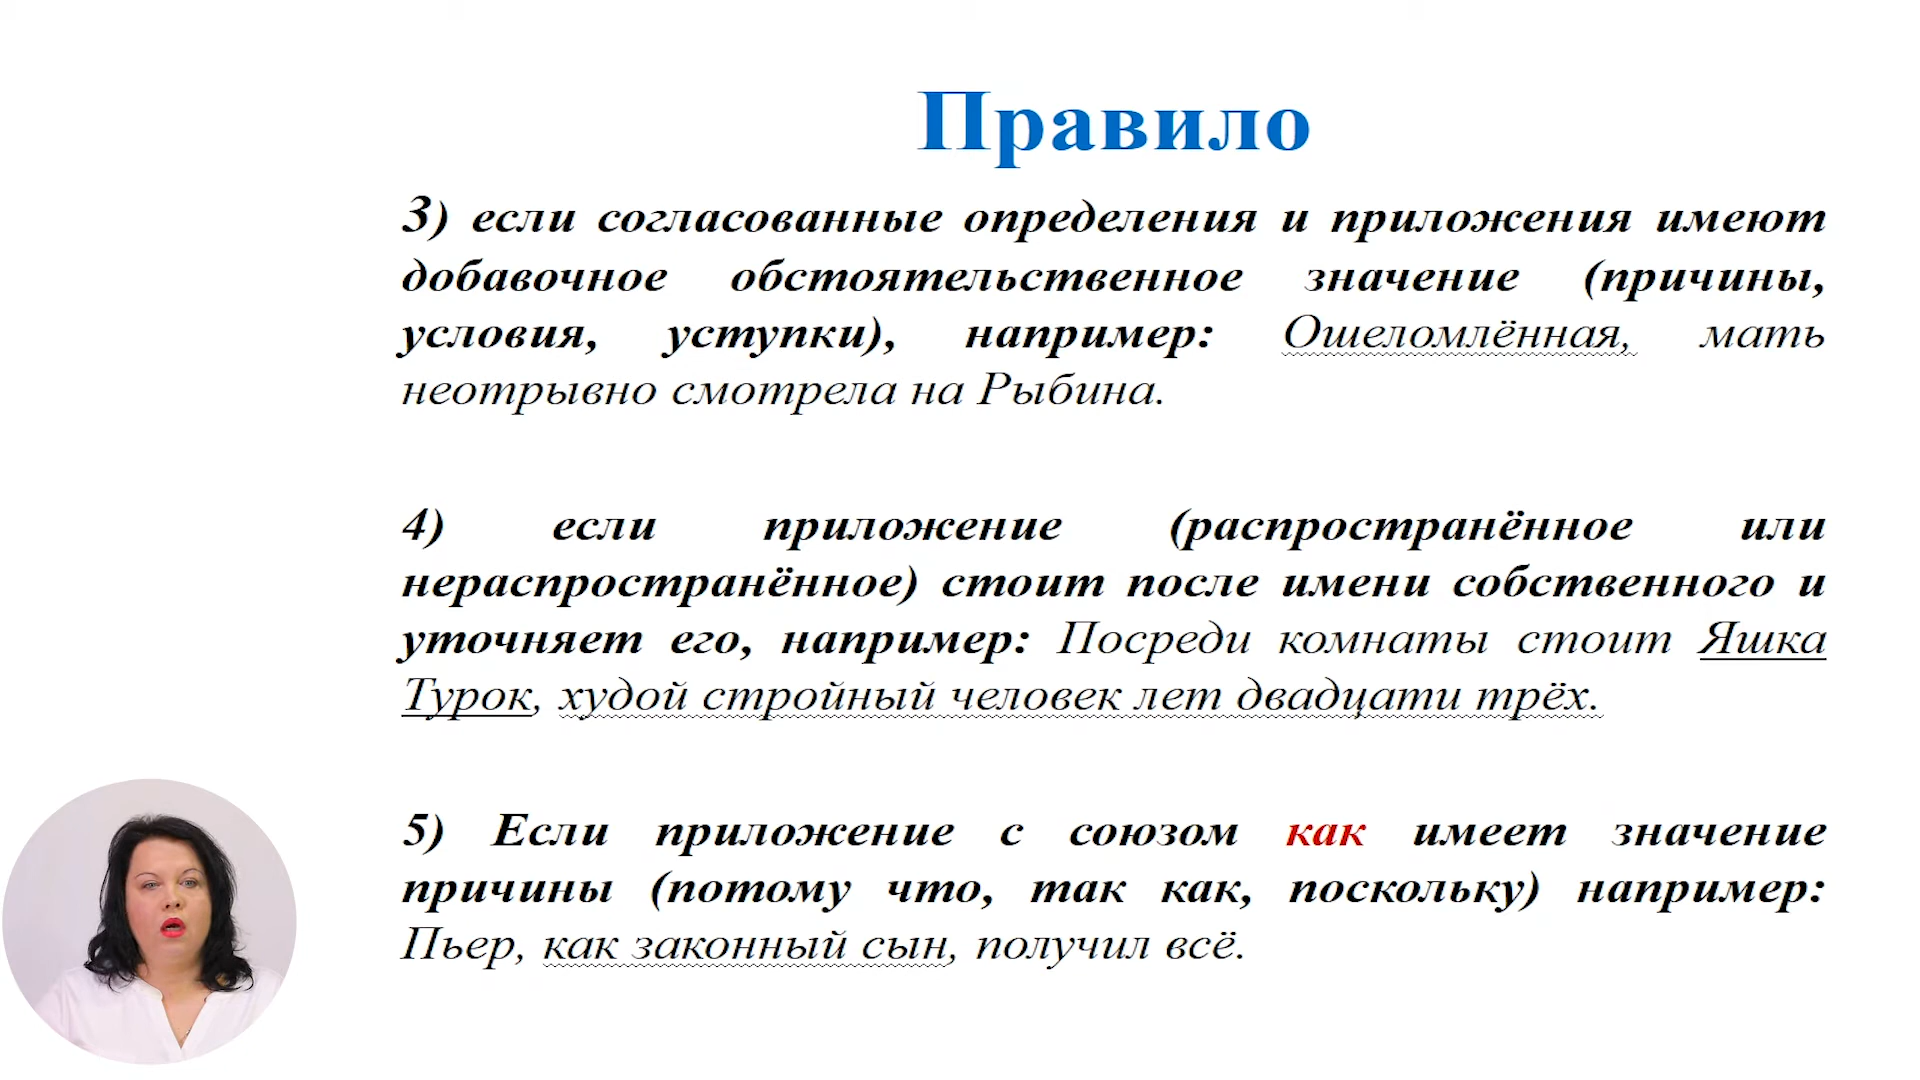 Правило
3) если согласованные определения и приложения имеют
добавочное обстоятельственное значение (причины,
условия, уступки), например: Ошеломлённая, мать
неотрывно смотрела на Рыбина.
4) если приложение (распространённое или
нераспространённое) стоит после имени собственного и
уточняет его, например: Посреди комнаты стоит Яшка
Турок, худой стройный человек лет двадцати трёх.
5) Если приложение с союзом как имеет значение
причины (потому что, так как, поскольку) например:
Пьер, как законный сын, получил всё.